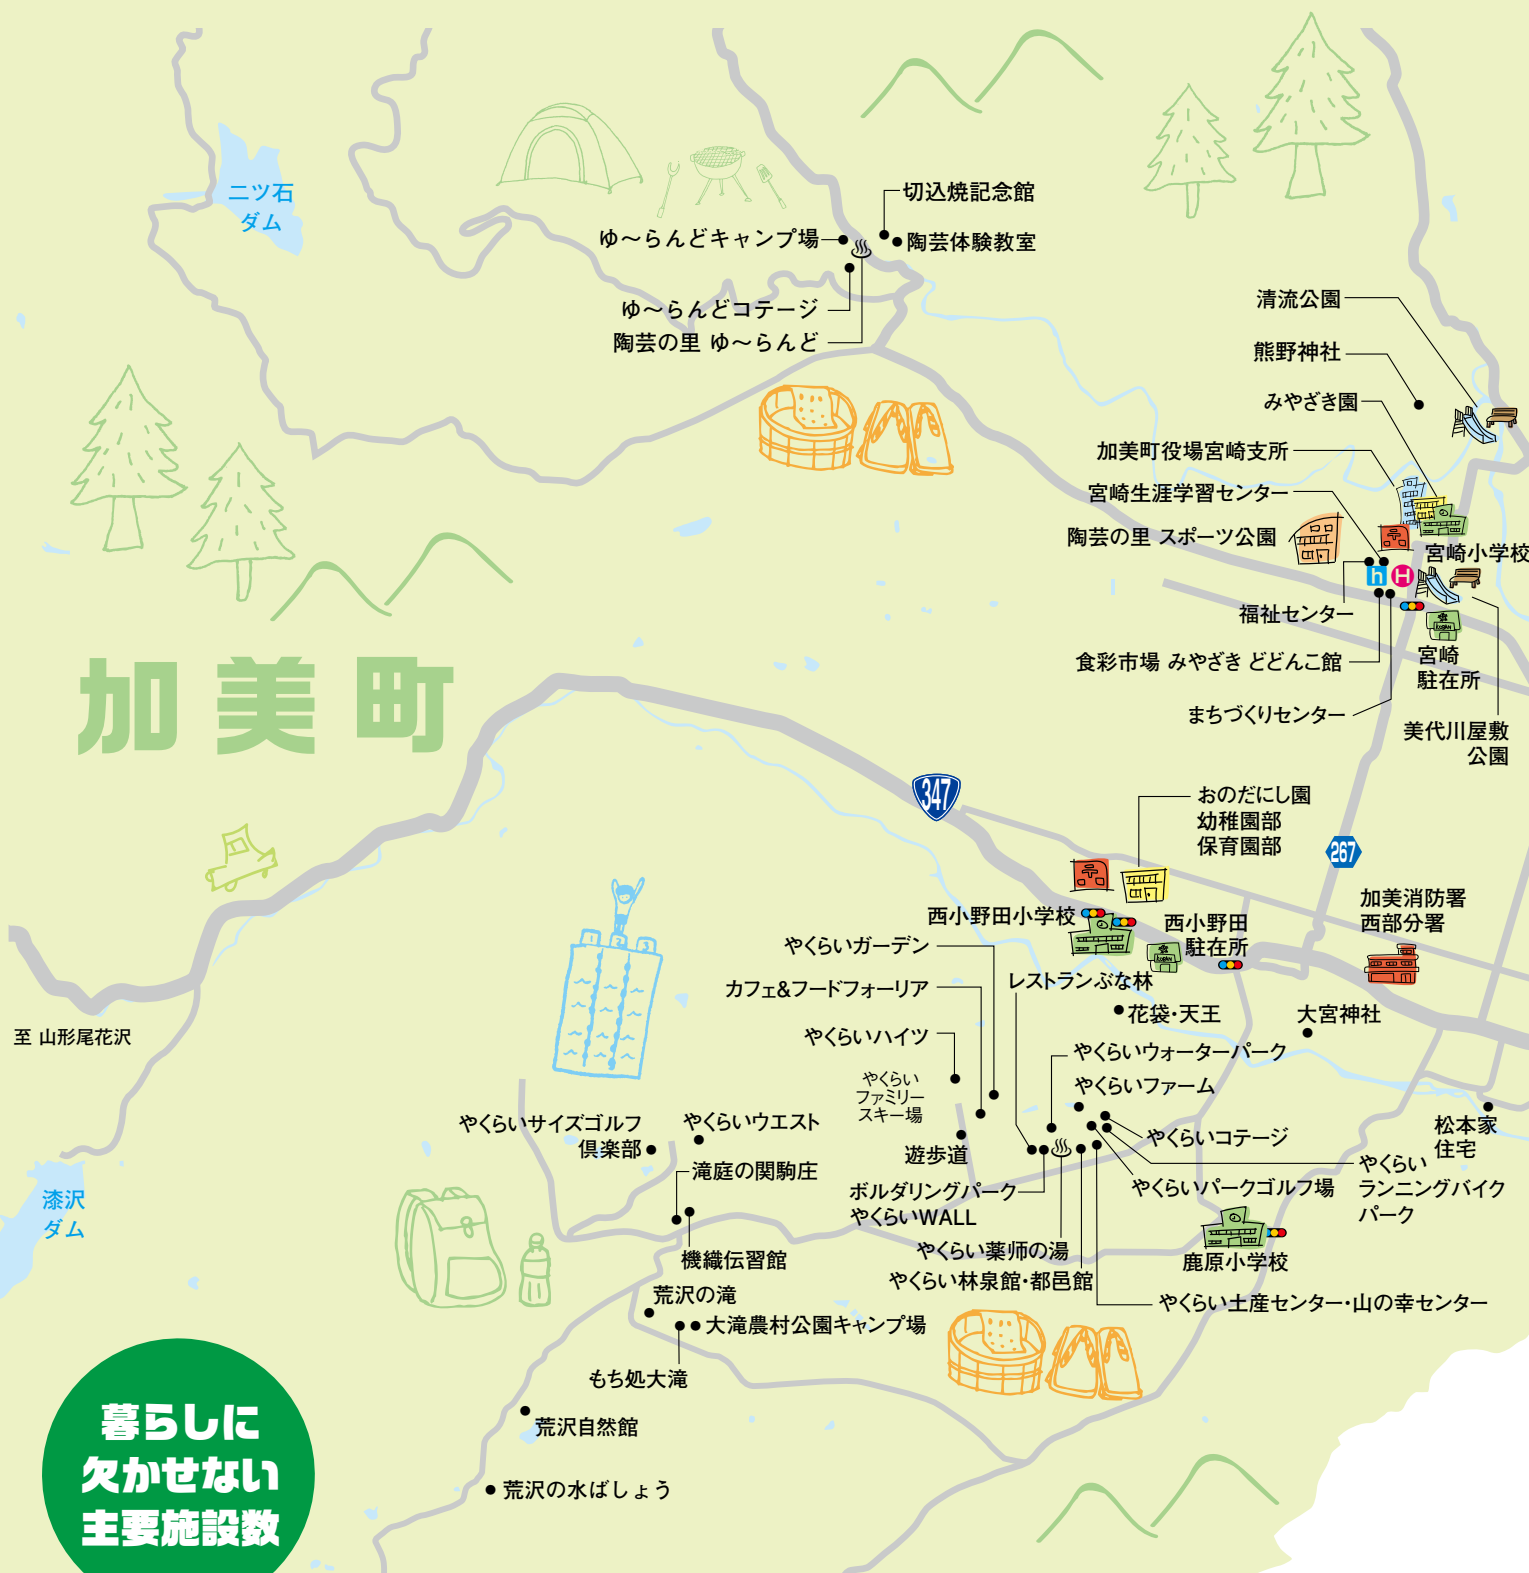 二ツ石
ダム
切込焼記念館
ゆ〜らんどキャンプ場
陶芸体験教室
ゆ〜らんどコテージ
陶芸の里 ゆ〜らんど
清流公園
熊野神社
みやざき園
加美町役場宮崎支所
宮崎生涯学習センター
陶芸の里 スポーツ公園
宮崎小学校
h
H
福祉センター
KOBAN
食彩市場 みやざき どどんこ館
宮崎
駐在所
まちづくりセンター
美代川屋敷
公園
加美町
347
おのだにし園
幼稚園部
保育園部
267
加美消防署
西部分署
西小野田小学校
西小野田
駐在所
KOBAN
やくらいガーデン
カフェ&フードフォーリア
レストランぶな林
花袋・天王
大宮神社
やくらいハイツ
やくらいウォーターパーク
やくらい
ファミリー
スキー場
やくらいファーム
至 山形尾花沢
やくらいサイズゴルフ
倶楽部
やくらいウエスト
遊歩道
やくらいコテージ
松本家
住宅
滝庭の関駒庄
ボルダリングパーク
やくらいWALL
やくらいパークゴルフ場
やくらい
ランニングバイク
パーク
漆沢
ダム
機織伝習館
やくらい薬師の湯
やくらい林泉館・都邑館
鹿原小学校
荒沢の滝
やくらい土産センター・山の幸センター
大滝農村公園キャンプ場
もち処大滝
荒沢自然館
荒沢の水ばしょう
暮らしに
欠かせない
主要施設数
1
2
3